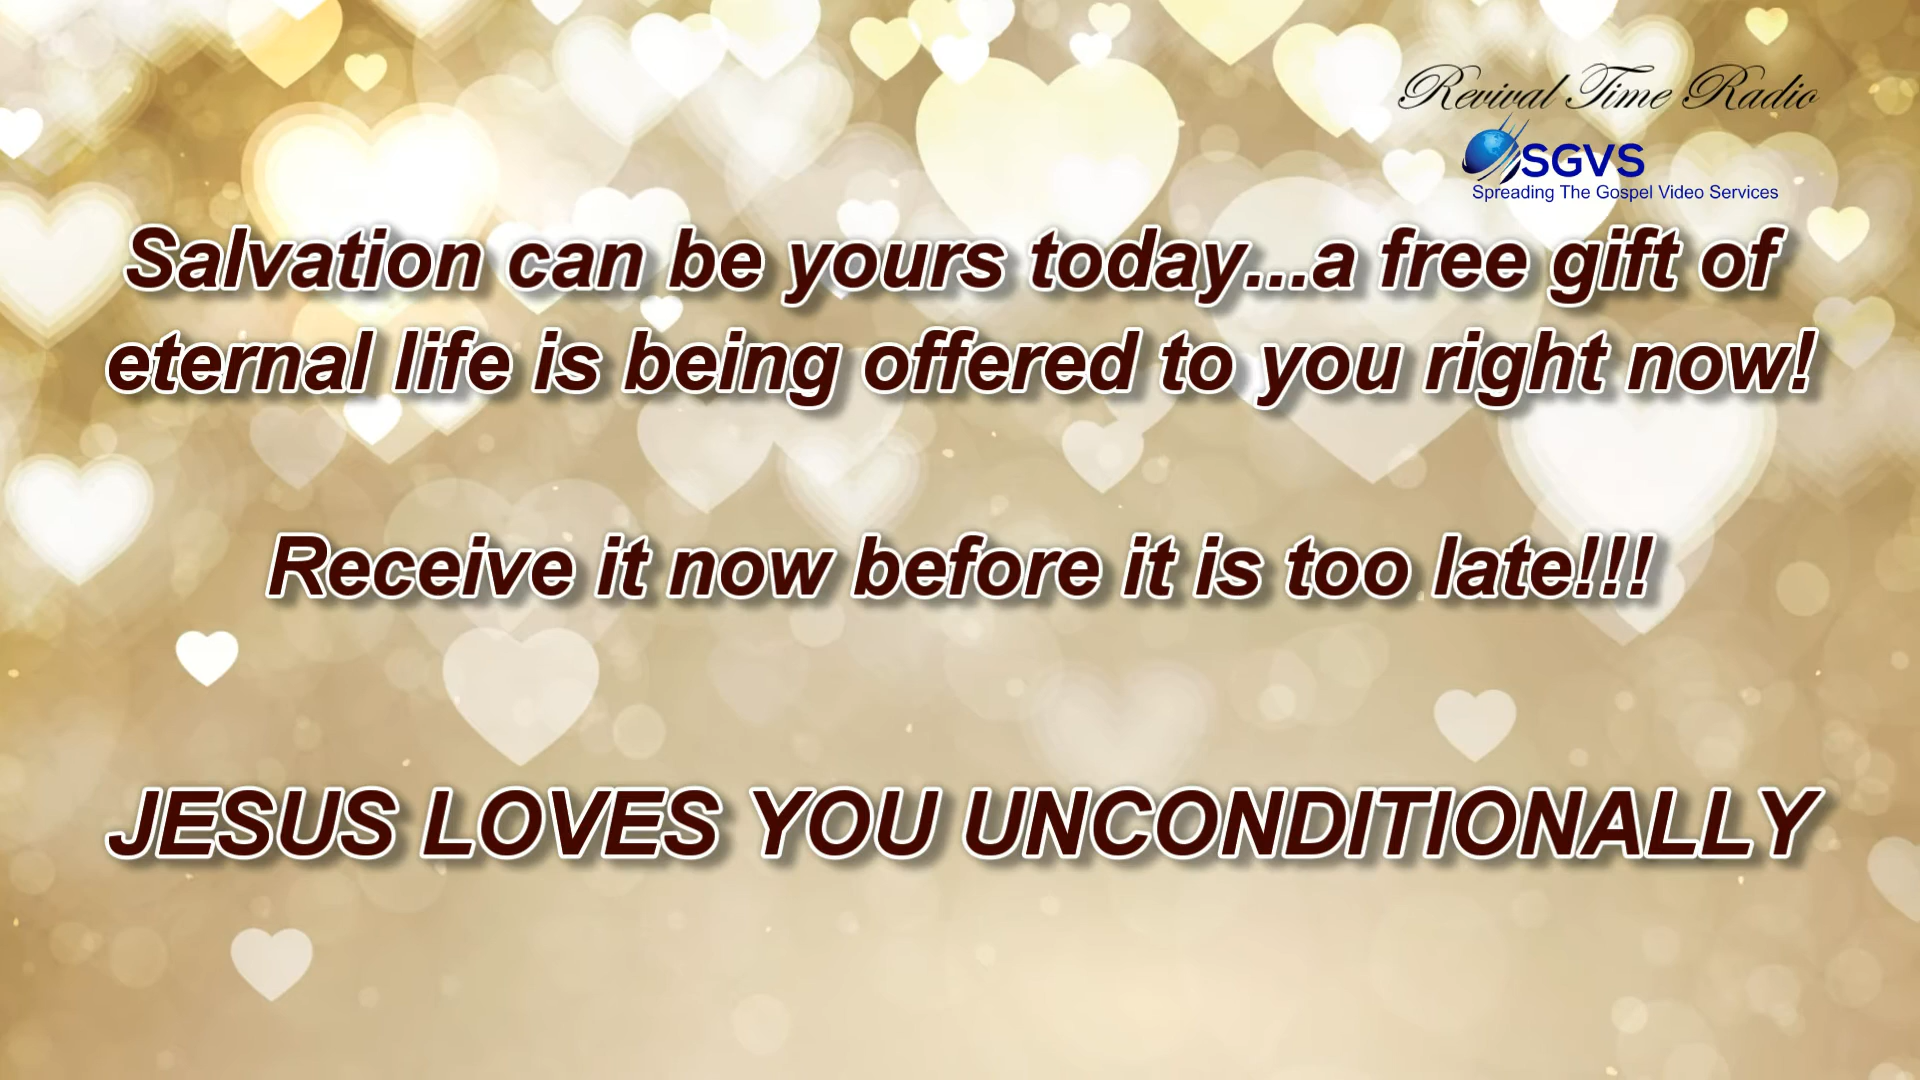 Revival Time Radio
SGVS
Spreading The Gospel Video Services
Salvation can be yours today...a free gift of
eternal life is being offered to you right now!
Receive it now before it is too late!!!
JESUS LOVES YOU UNCONDITIONALLY